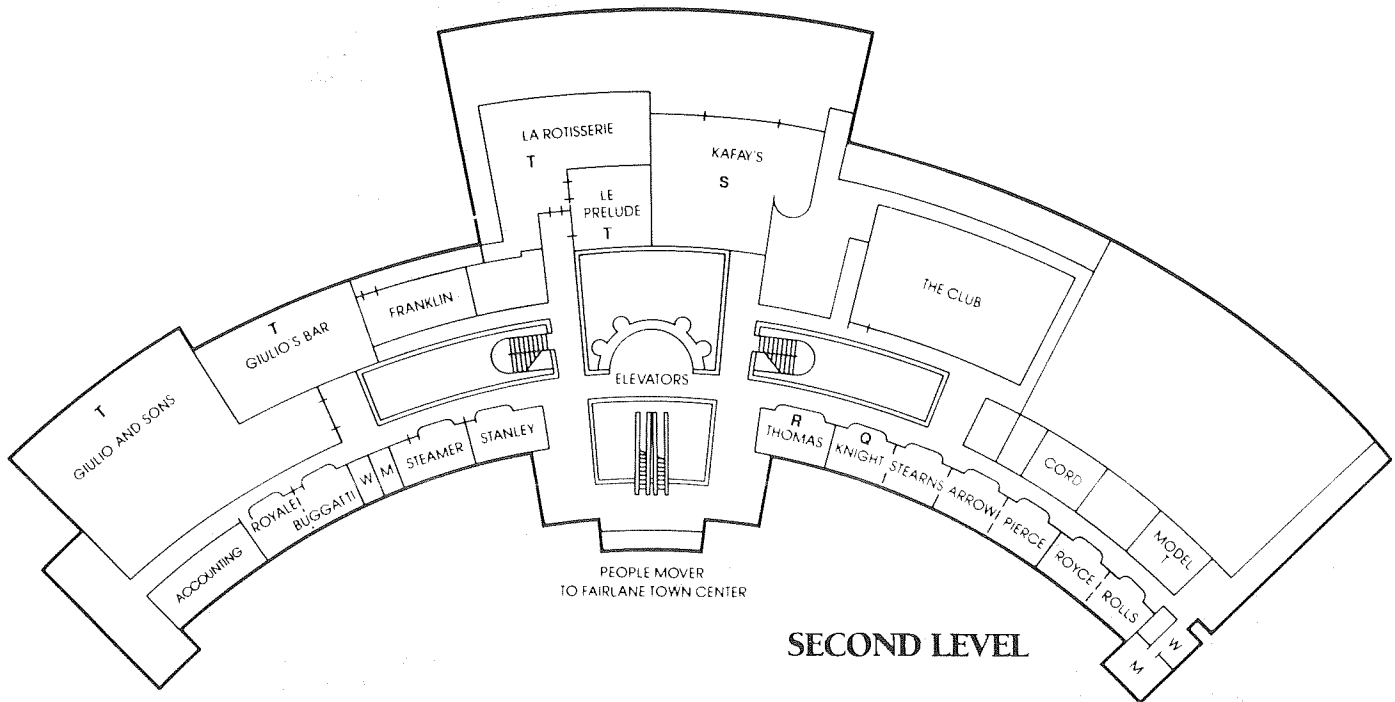 LA ROTISSERIE
T
KAFAY'S
S
LE
PRELUDE
T
THE CLUB
FRANKLIN
T
GIULIO'S BAR
T
GIULIO AND SONS
ELEVATORS
STANLEY
STEAMER
M
W
BUGGATTI
ROYALE
ACCOUNTING
R
THOMAS
Q
KNIGHT
STEARNS
ARROW
PIERCE
ROYCE
ROLLS
CORD
MODEL
T
W
M
PEOPLE MOVER
TO FAIRLANE TOWN CENTER
SECOND LEVEL